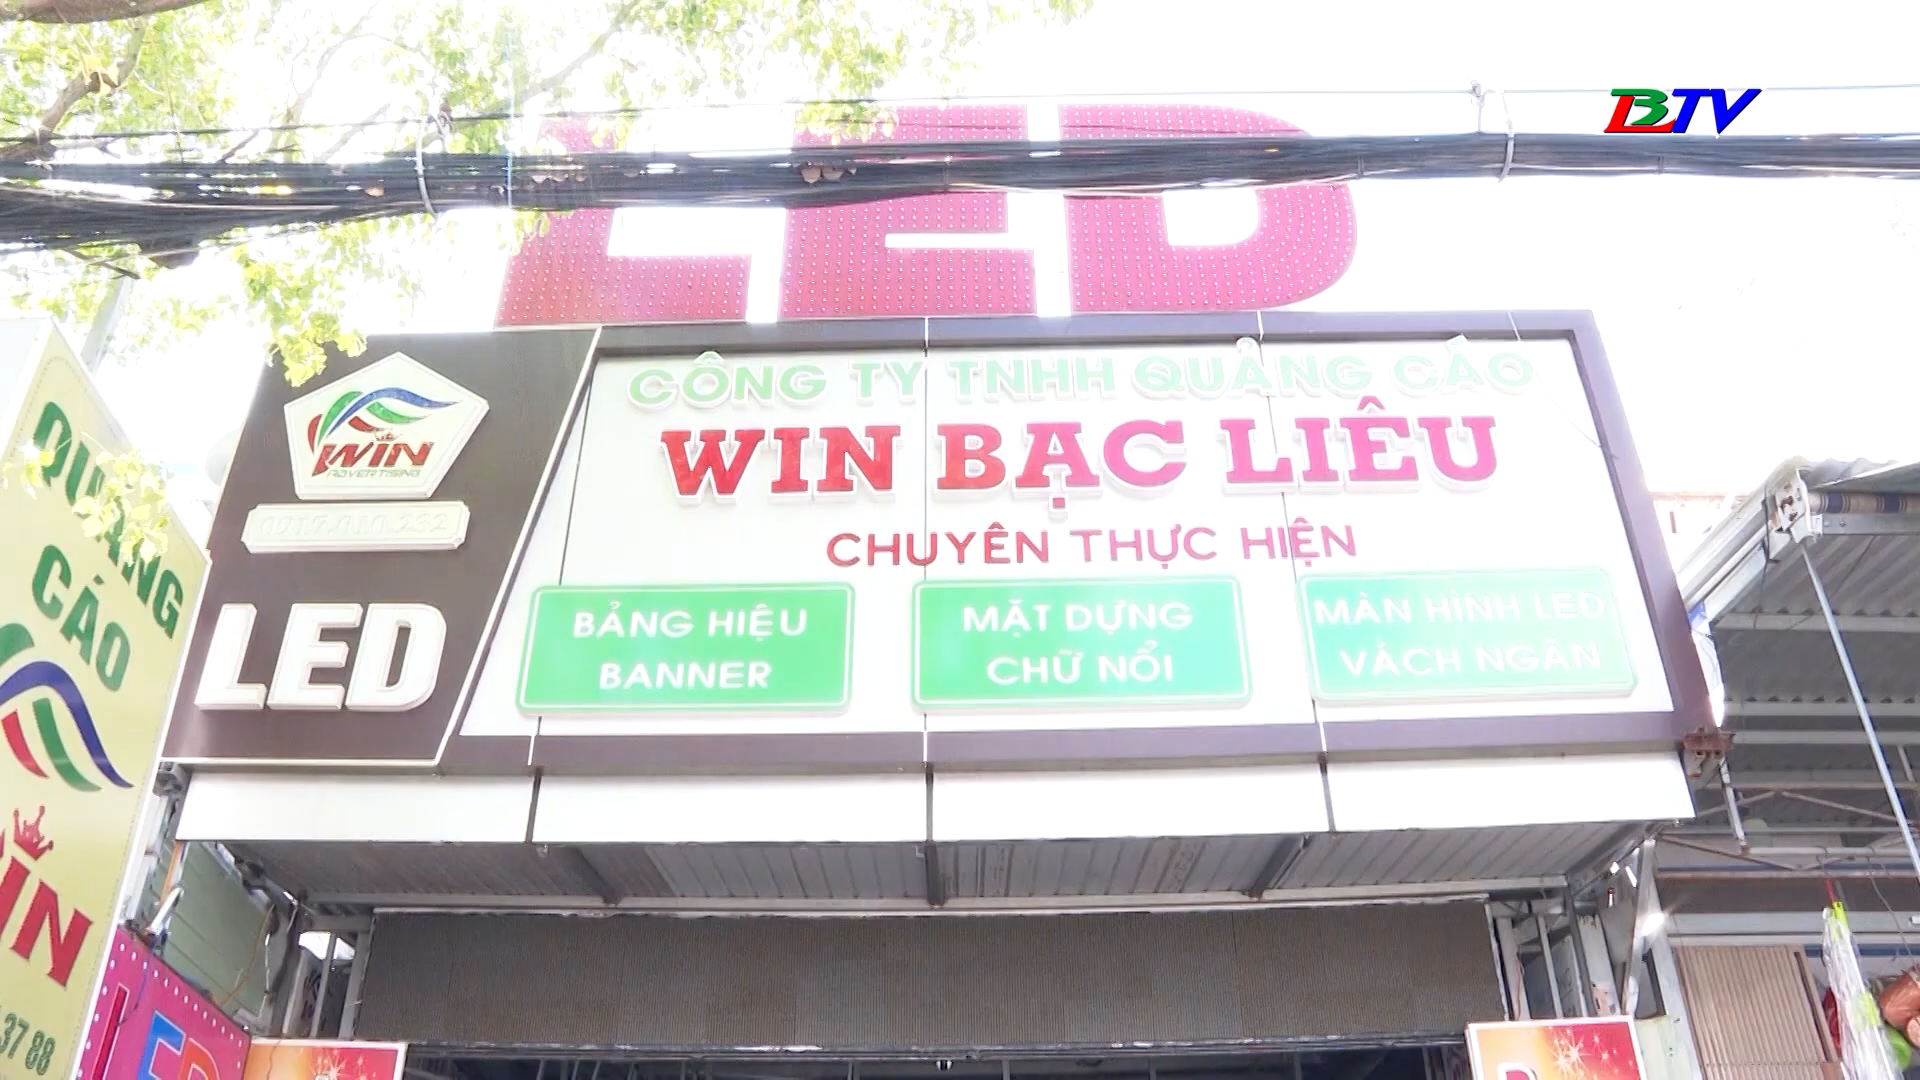 BTV
LED
CÔNG TY TNHH QUẢNG CÁO
WIN BẠC LIÊU
CHUYÊN THỰC HIỆN
BẢNG HIỆU
BANNER
MẶT DỰNG
CHỮ NỔI
MÀN HÌNH LED
VÁCH NGĂN
WIN
ADVERTISING
LED
QUẢNG
CÁO
37 88